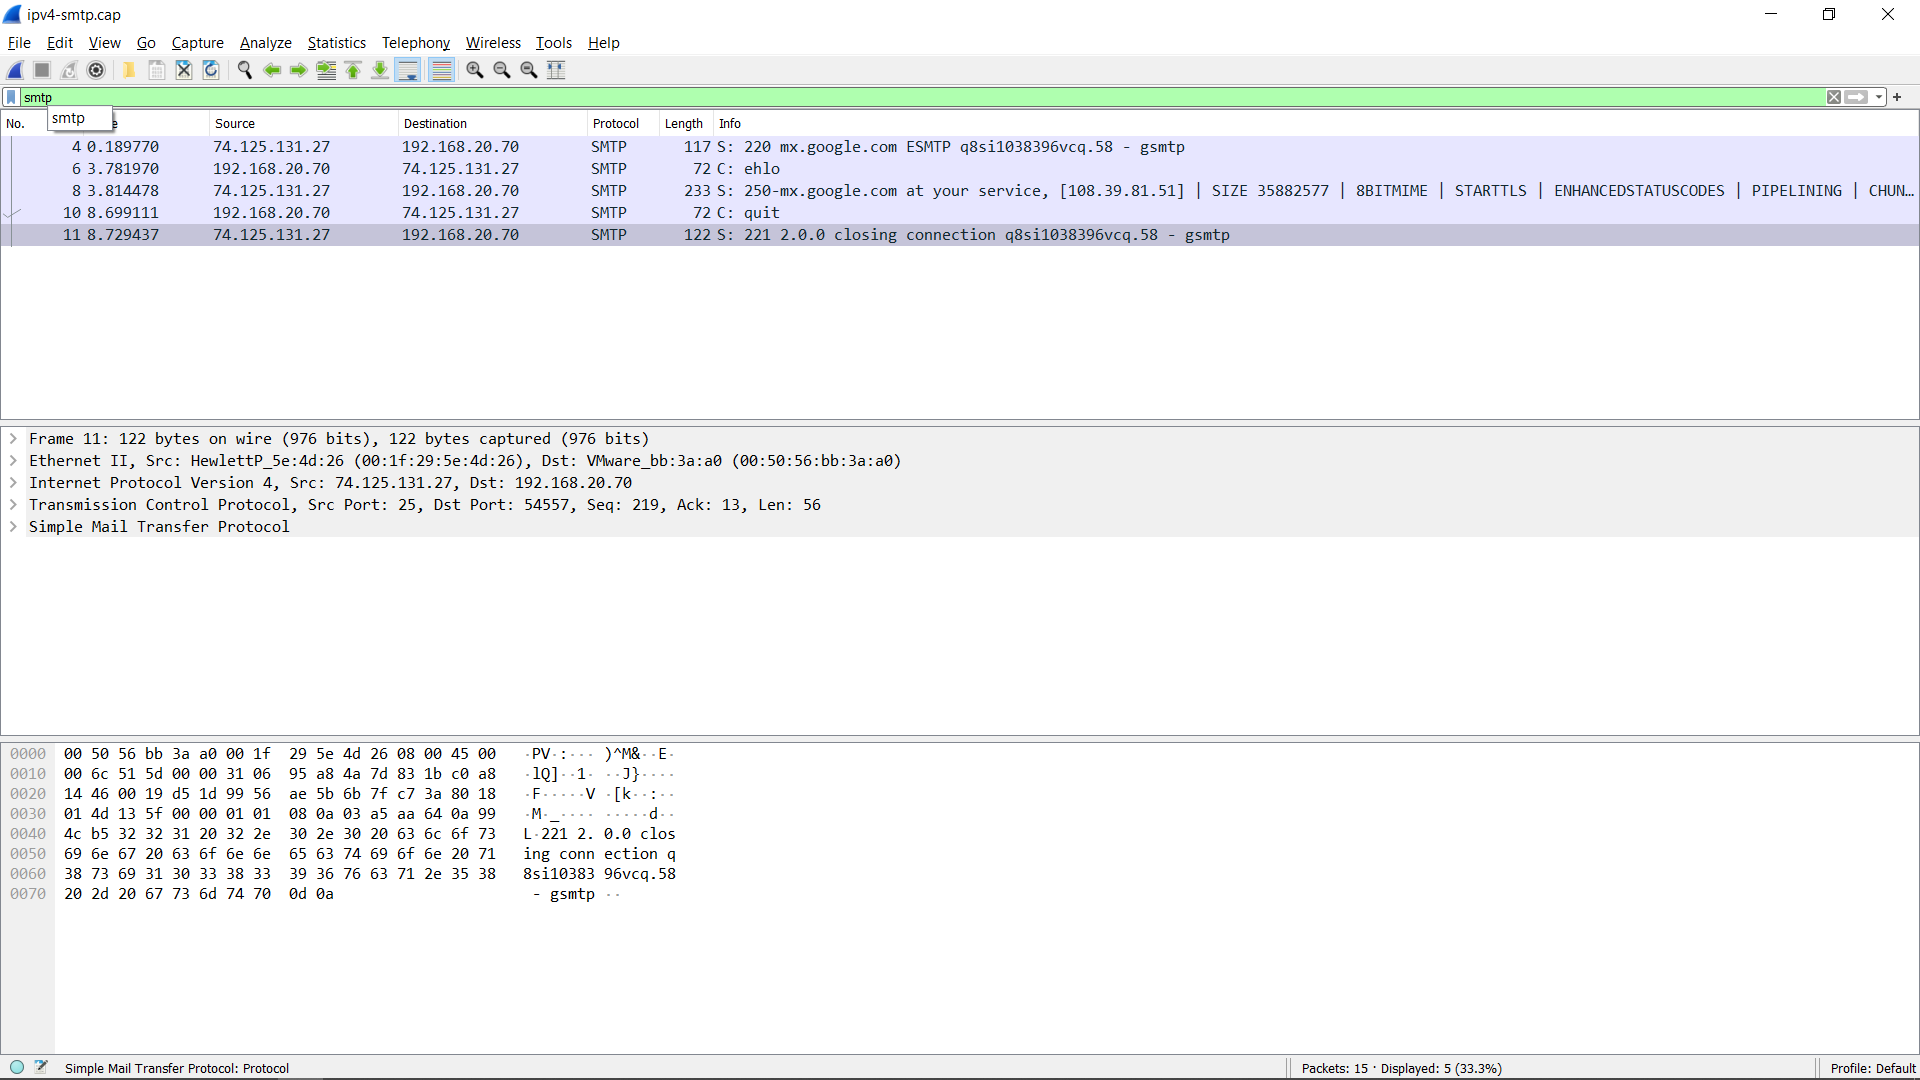 ipv4-smtp.cap
File Edit View Go Capture Analyze Statistics Telephony Wireless Tools Help
smtp
smtp
No. e Source Destination Protocol Length Info
4 0.189770 74.125.131.27 192.168.20.70 SMTP 117 S: 220 mx.google.com ESMTP q8si1038396vcq.58 - gsmtp
6 3.781970 192.168.20.70 74.125.131.27 SMTP 72 C: ehlo
8 3.814478 74.125.131.27 192.168.20.70 SMTP 233 S: 250-mx.google.com at your service, [108.39.81.51] | SIZE 35882577 | 8BITMIME | STARTTLS | ENHANCEDSTATUSCODES | PIPELINING | CHUN…
10 8.699111 192.168.20.70 74.125.131.27 SMTP 72 C: quit
11 8.729437 74.125.131.27 192.168.20.70 SMTP 122 S: 221 2.0.0 closing connection q8si1038396vcq.58 - gsmtp
Frame 11: 122 bytes on wire (976 bits), 122 bytes captured (976 bits)
Ethernet II, Src: HewlettP_5e:4d:26 (00:1f:29:5e:4d:26), Dst: VMware_bb:3a:a0 (00:50:56:bb:3a:a0)
Internet Protocol Version 4, Src: 74.125.131.27, Dst: 192.168.20.70
Transmission Control Protocol, Src Port: 25, Dst Port: 54557, Seq: 219, Ack: 13, Len: 56
Simple Mail Transfer Protocol
0000 00 50 56 bb 3a a0 00 1f 29 5e 4d 26 08 00 45 00 ·PV·:··· )^M&··E·
0010 00 6c 51 5d 00 00 31 06 95 a8 4a 7d 83 1b c0 a8 ·lQ]··1· ··J}····
0020 14 46 00 19 d5 1d 99 56 ae 5b 6b 7f c7 3a 80 18 ·F·····V ·[k··:··
0030 01 4d 13 5f 00 00 01 01 08 0a 03 a5 aa 64 0a 99 ·M·_···· ·····d··
0040 4c b5 32 32 31 20 32 2e 30 2e 30 20 63 6c 6f 73 L·221 2. 0.0 clos
0050 69 6e 67 20 63 6f 6e 6e 65 63 74 69 6f 6e 20 71 ing conn ection q
0060 38 73 69 31 30 33 38 33 39 36 76 63 71 2e 35 38 8si10383 96vcq.58
0070 20 2d 20 67 73 6d 74 70 0d 0a - gsmtp ··
Simple Mail Transfer Protocol: Protocol Packets: 15 · Displayed: 5 (33.3%) Profile: Default